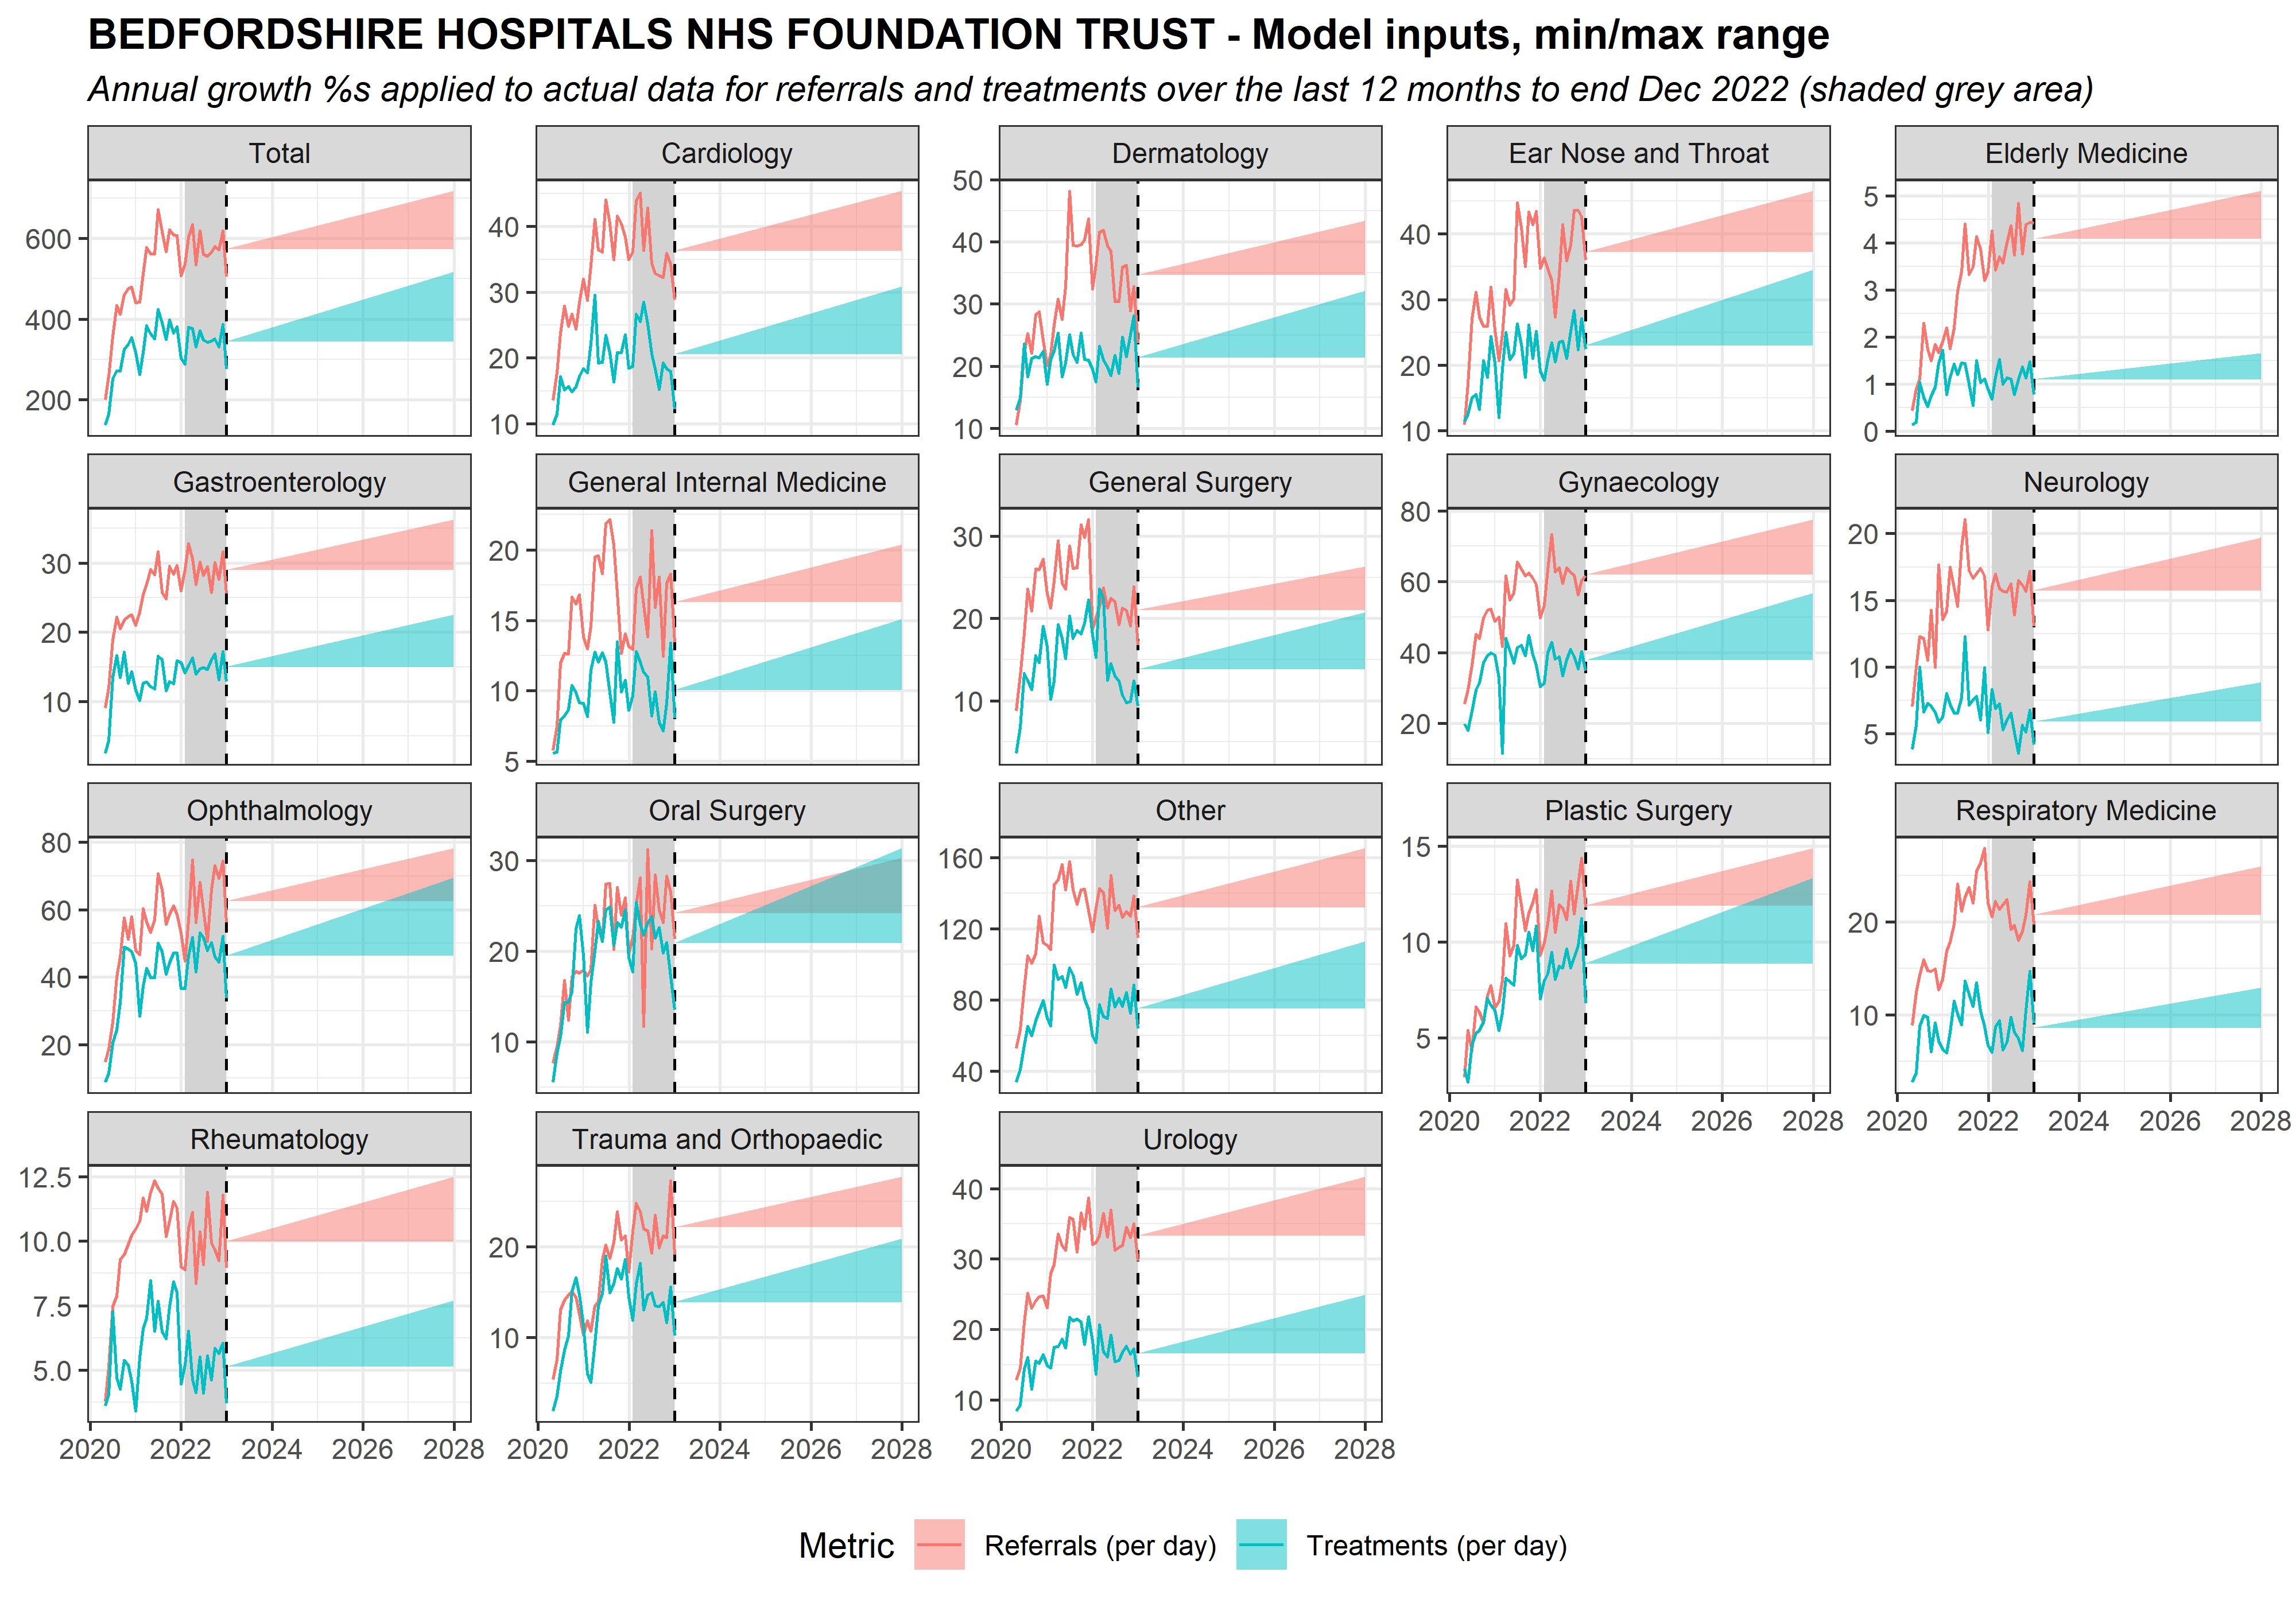 BEDFORDSHIRE HOSPITALS NHS FOUNDATION TRUST - Model inputs, min/max range
Annual growth %s applied to actual data for referrals and treatments over the last 12 months to end Dec 2022 (shaded grey area)
Total
Cardiology
Dermatology
Ear Nose and Throat
Elderly Medicine
600
400
200
40
30
20
10
50
40
30
20
10
40
30
20
10
5
4
3
2
1
0
Gastroenterology
General Internal Medicine
General Surgery
Gynaecology
Neurology
30
20
10
20
15
10
5
30
20
10
80
60
40
20
20
15
10
5
Ophthalmology
Oral Surgery
Other
Plastic Surgery
Respiratory Medicine
80
60
40
20
30
20
10
160
120
80
40
15
10
5
20
10
2020 2022 2024 2026 2028
2020 2022 2024 2026 2028
Rheumatology
Trauma and Orthopaedic
Urology
12.5
10.0
7.5
5.0
20
10
40
30
20
10
2020 2022 2024 2026 2028
2020 2022 2024 2026 2028
2020 2022 2024 2026 2028
Metric Referrals (per day) Treatments (per day)